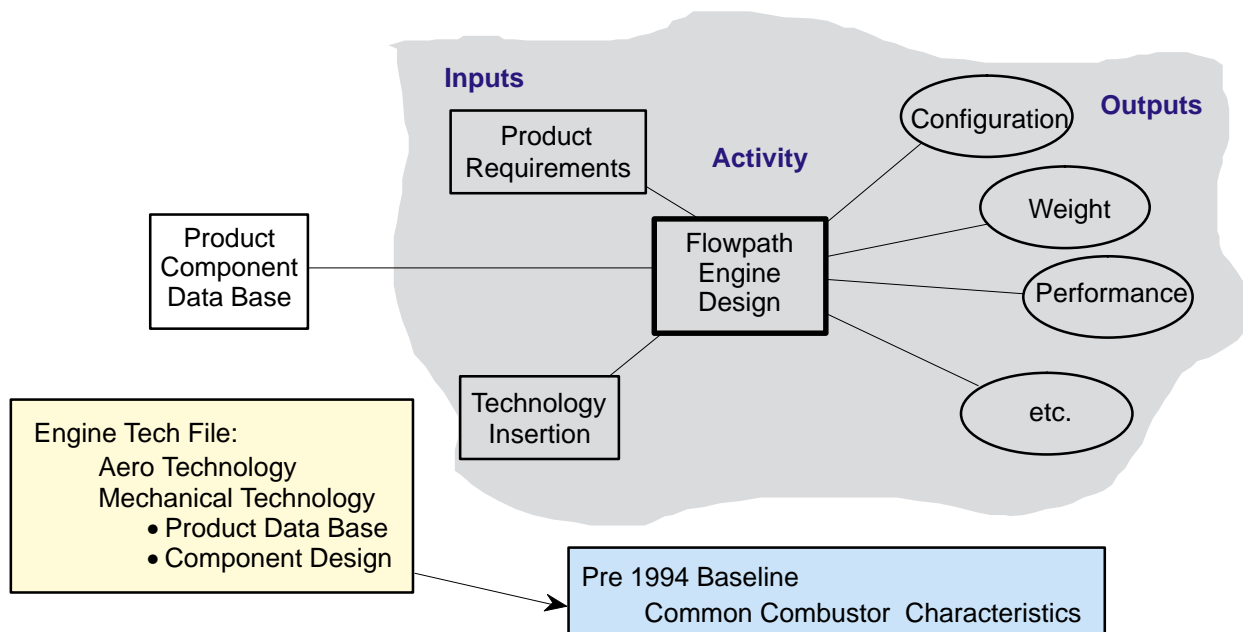 Inputs
Product
Requirements
Activity
Configuration
Outputs
Weight
Product
Component
Data Base
Flowpath
Engine
Design
Performance
Technology
Insertion
etc.
Engine Tech File:
Aero Technology
Mechanical Technology
• Product Data Base
• Component Design
Pre 1994 Baseline
Common Combustor Characteristics